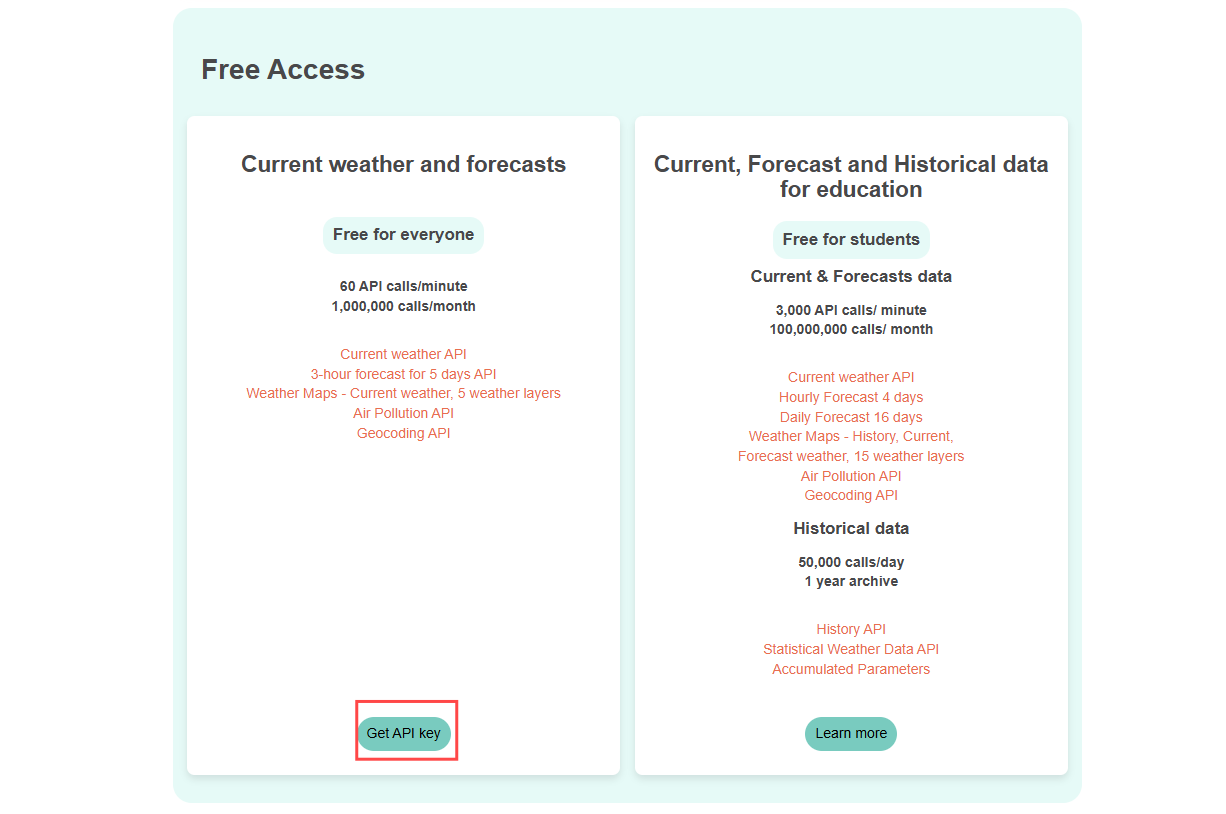 Free Access
Current weather and forecasts
Free for everyone
60 API calls/minute
1,000,000 calls/month
Current weather API
3-hour forecast for 5 days API
Weather Maps - Current weather, 5 weather layers
Air Pollution API
Geocoding API
Get API key
Current, Forecast and Historical data
for education
Free for students
Current & Forecasts data
3,000 API calls/ minute
100,000,000 calls/ month
Current weather API
Hourly Forecast 4 days
Daily Forecast 16 days
Weather Maps - History, Current,
Forecast weather, 15 weather layers
Air Pollution API
Geocoding API
Historical data
50,000 calls/day
1 year archive
History API
Statistical Weather Data API
Accumulated Parameters
Learn more